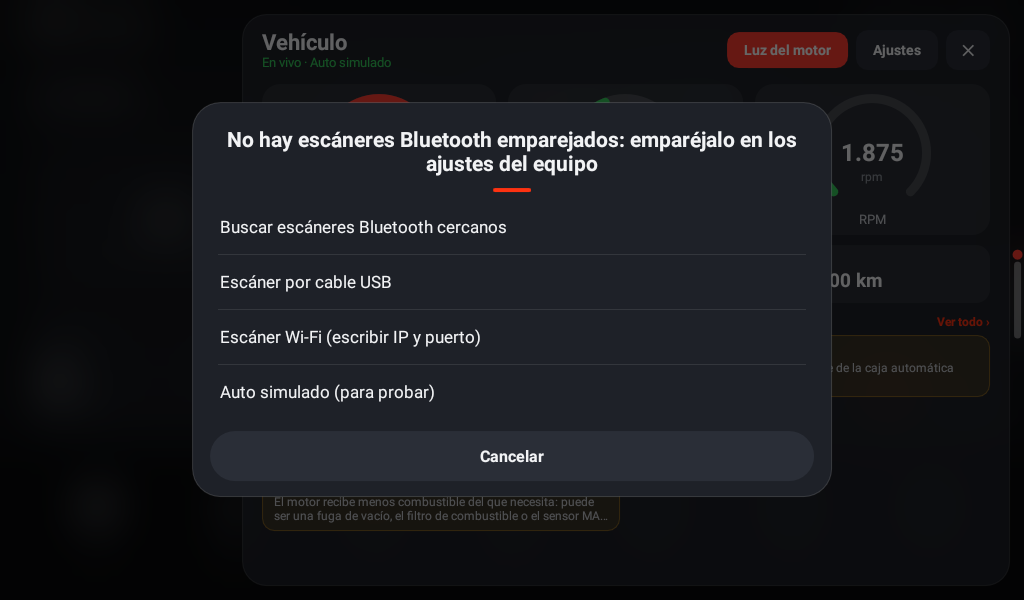 Vehículo
En vivo · Auto simulado
Luz del motor
Ajustes
No hay escáneres Bluetooth emparejados: emparéjalo en los
ajustes del equipo
Buscar escáneres Bluetooth cercanos
Escáner por cable USB
Escáner Wi-Fi (escribir IP y puerto)
Auto simulado (para probar)
Cancelar
1.875
rpm
RPM
00 km
Ver todo ›
de la caja automática
El motor recibe menos combustible del que necesita: puede
ser una fuga de vacío, el filtro de combustible o el sensor MA…